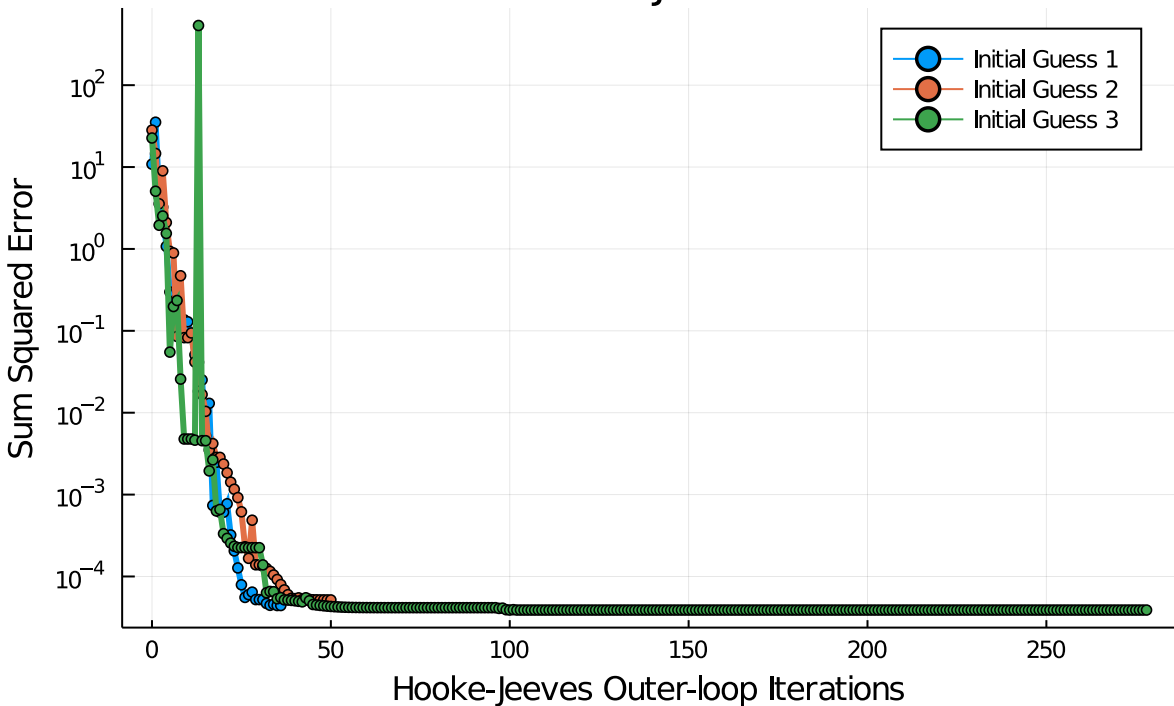 Initial Guess 1
Initial Guess 2
Initial Guess 3
Sum Squared Error
10²
10¹
10⁰
10⁻¹
10⁻²
10⁻³
10⁻⁴
0 50 100 150 200 250
Hooke-Jeeves Outer-loop Iterations